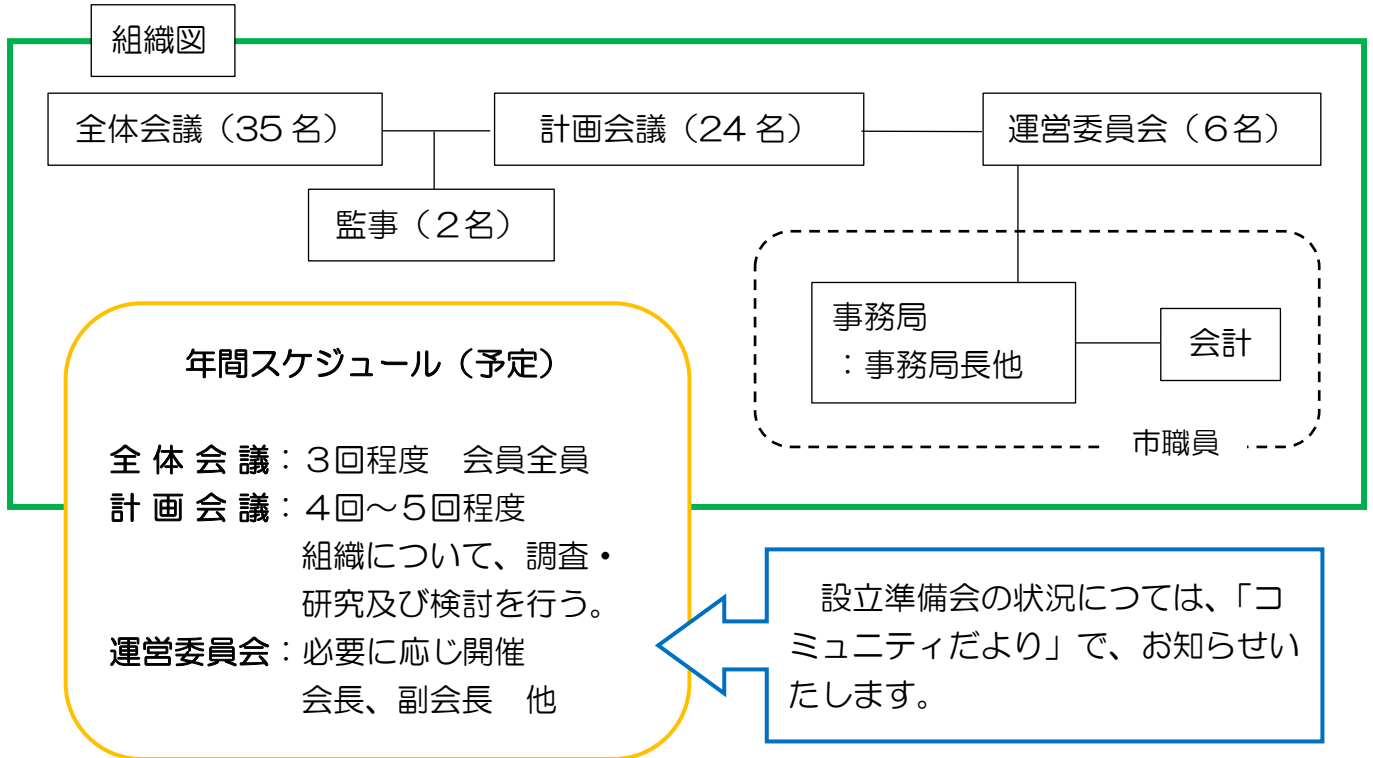 組織図
全体会議（35 名）
計画会議（24 名）
運営委員会（６名）
監事（２名）
事務局
：事務局長他
会計
市職員
年間スケジュール（予定）
全 体 会 議：３回程度　会員全員
計 画 会 議：４回～５回程度
組織について、調査・
研究及び検討を行う。
運営委員会：必要に応じ開催
会長、副会長　他
設立準備会の状況につては、「コ
ミュニティだより」で、お知らせい
たします。